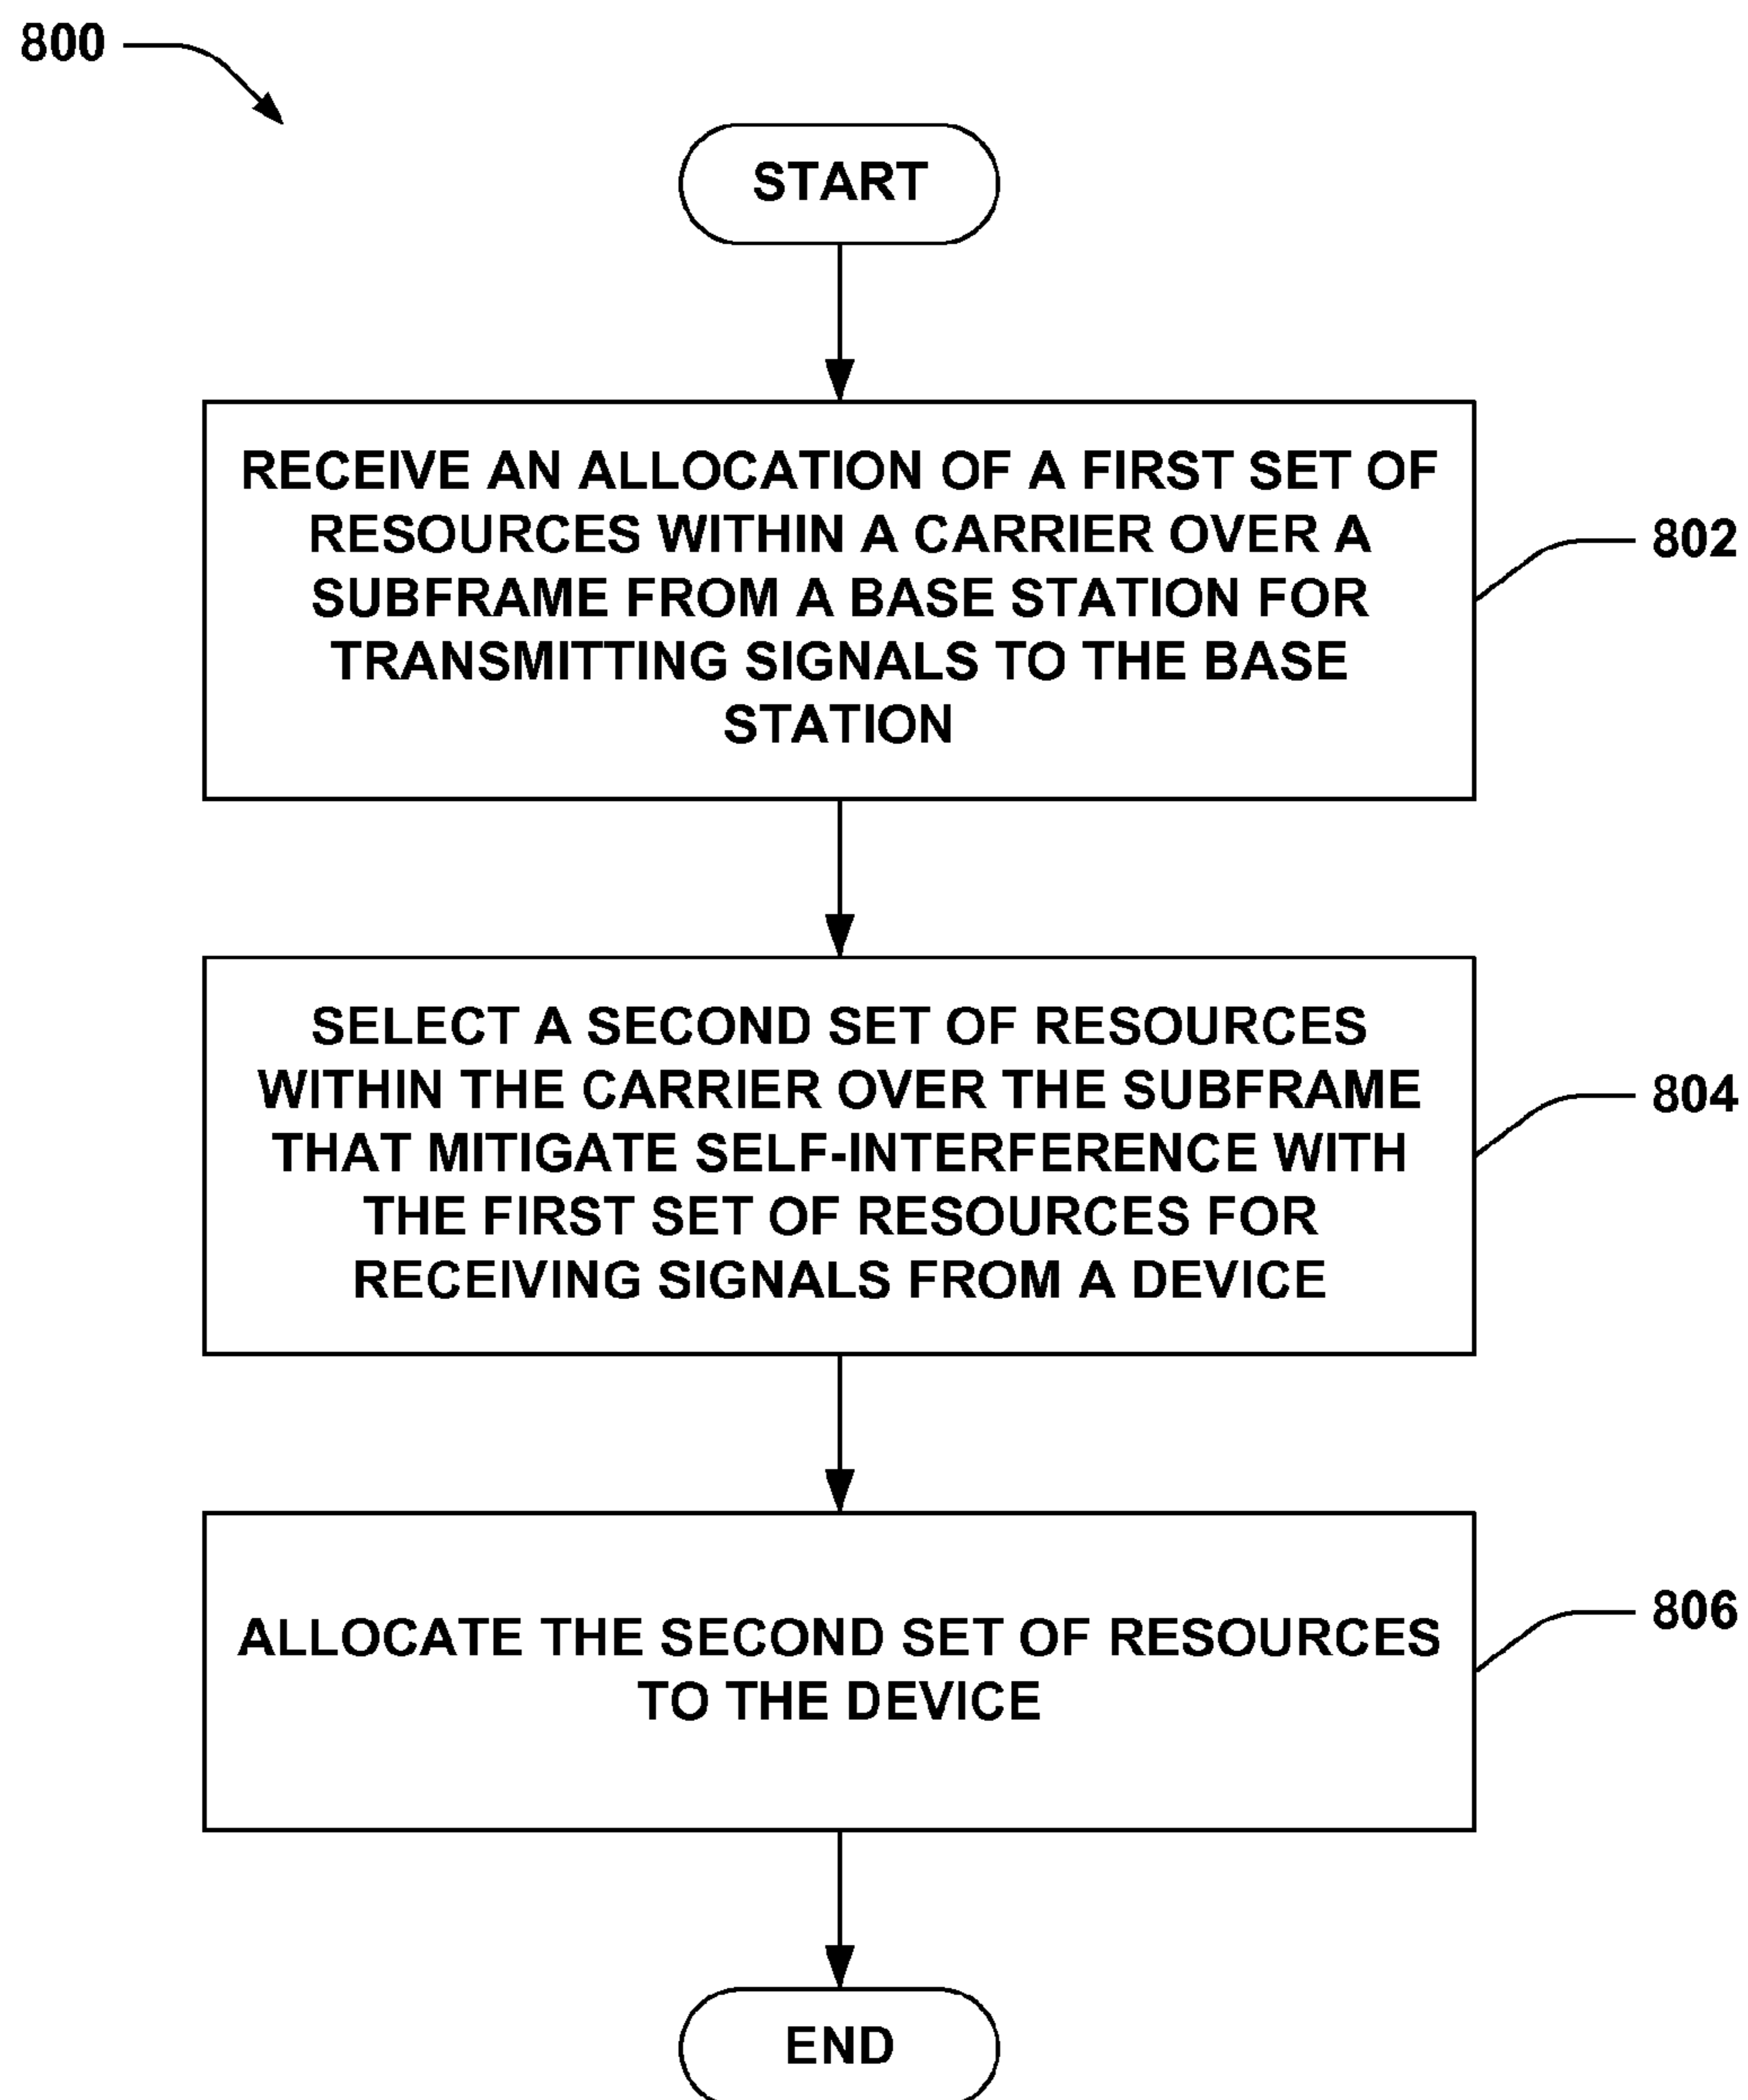 800
START
RECEIVE AN ALLOCATION OF A FIRST SET OF
RESOURCES WITHIN A CARRIER OVER A
SUBFRAME FROM A BASE STATION FOR
TRANSMITTING SIGNALS TO THE BASE
STATION
802
SELECT A SECOND SET OF RESOURCES
WITHIN THE CARRIER OVER THE SUBFRAME
THAT MITIGATE SELF-INTERFERENCE WITH
THE FIRST SET OF RESOURCES FOR
RECEIVING SIGNALS FROM A DEVICE
804
ALLOCATE THE SECOND SET OF RESOURCES
TO THE DEVICE
806
END